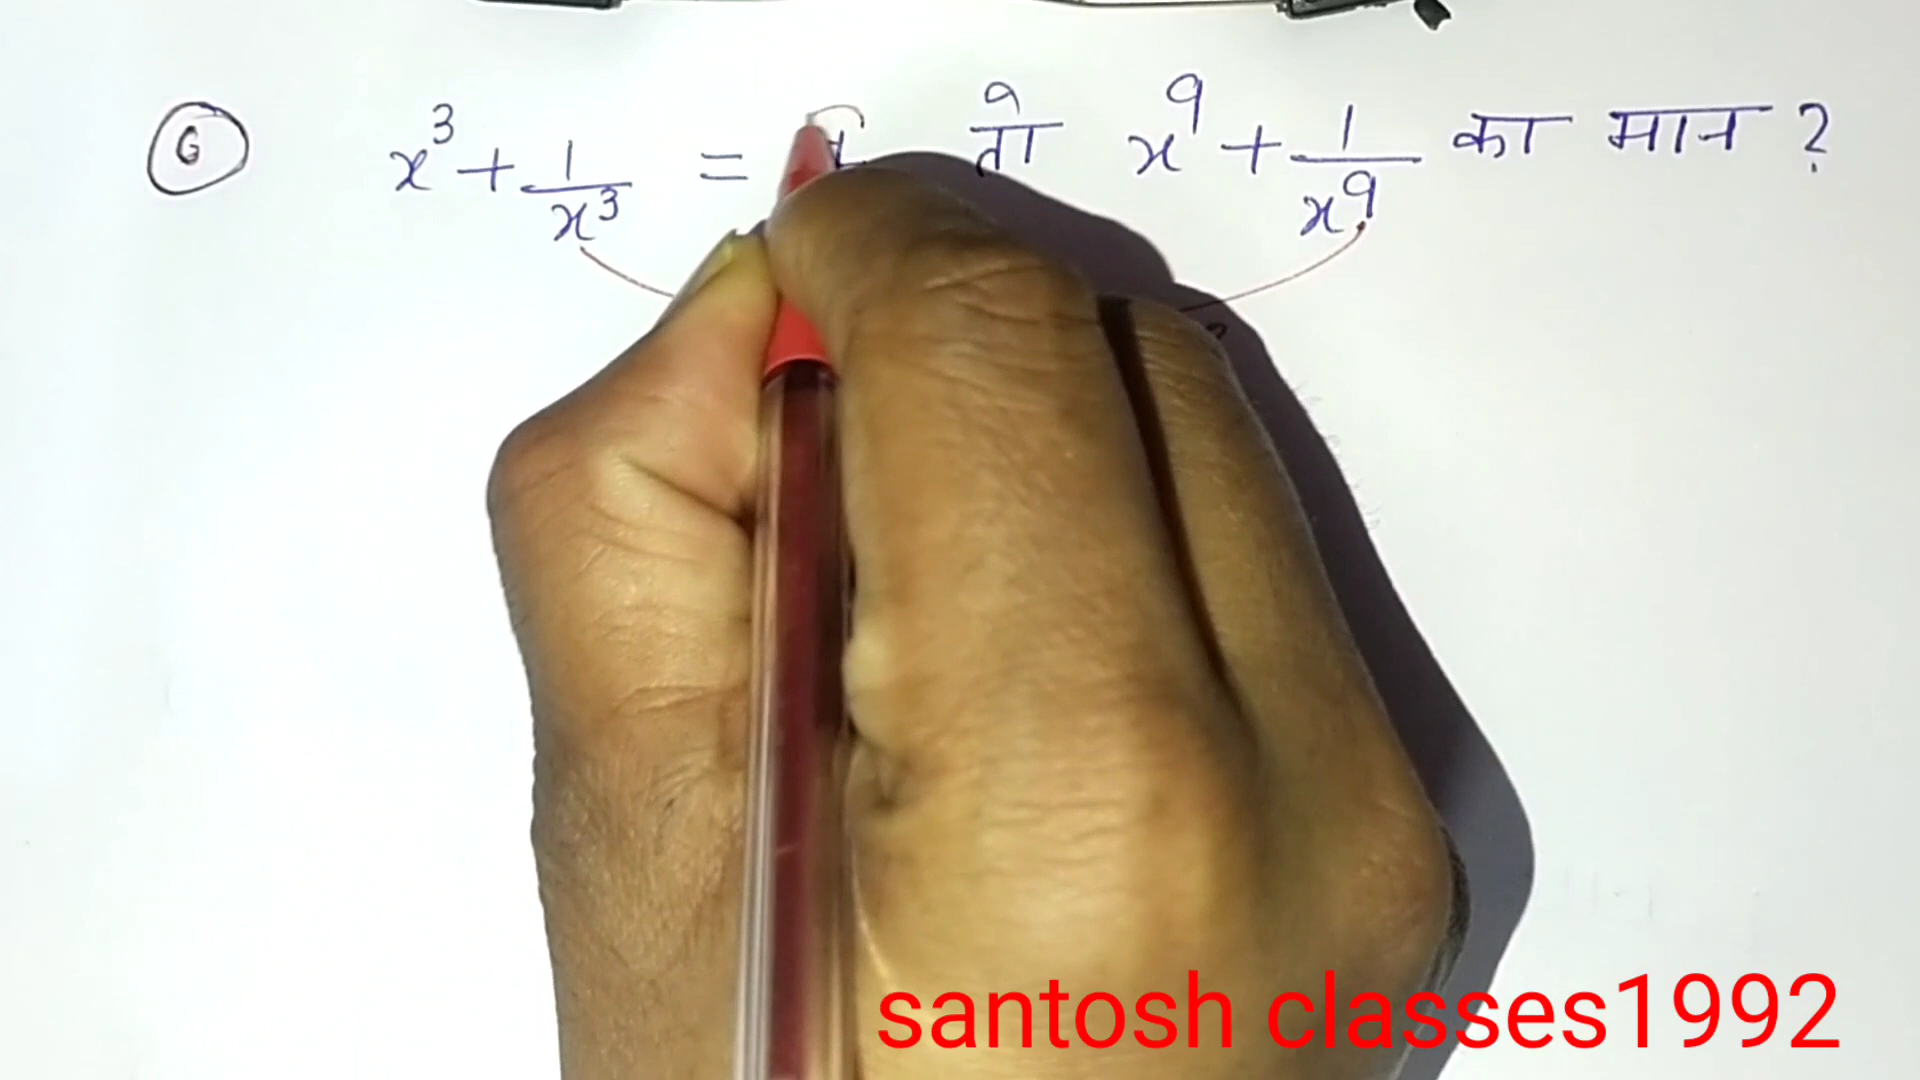 6 x³ + 1/x³ = तो x⁹ + 1/x⁹ का मान ?
santosh classes1992